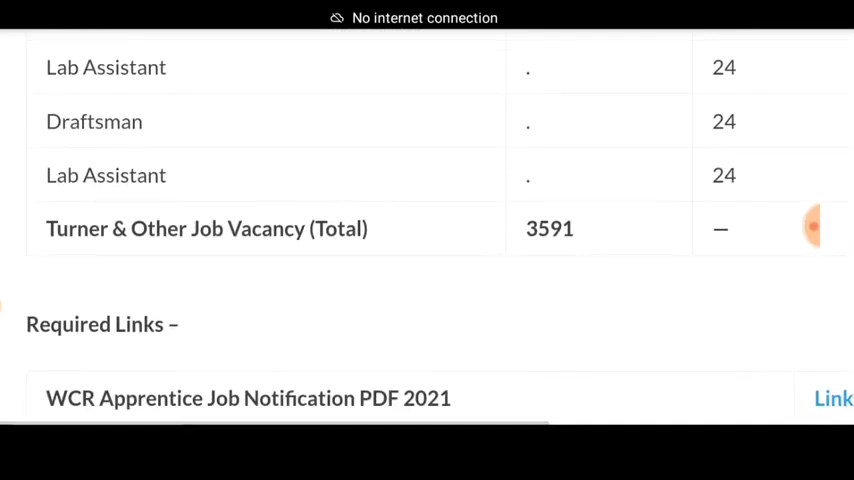 No internet connection
Lab Assistant . 24
Draftsman . 24
Lab Assistant . 24
Turner & Other Job Vacancy (Total) 3591 —
Required Links –
WCR Apprentice Job Notification PDF 2021 Link